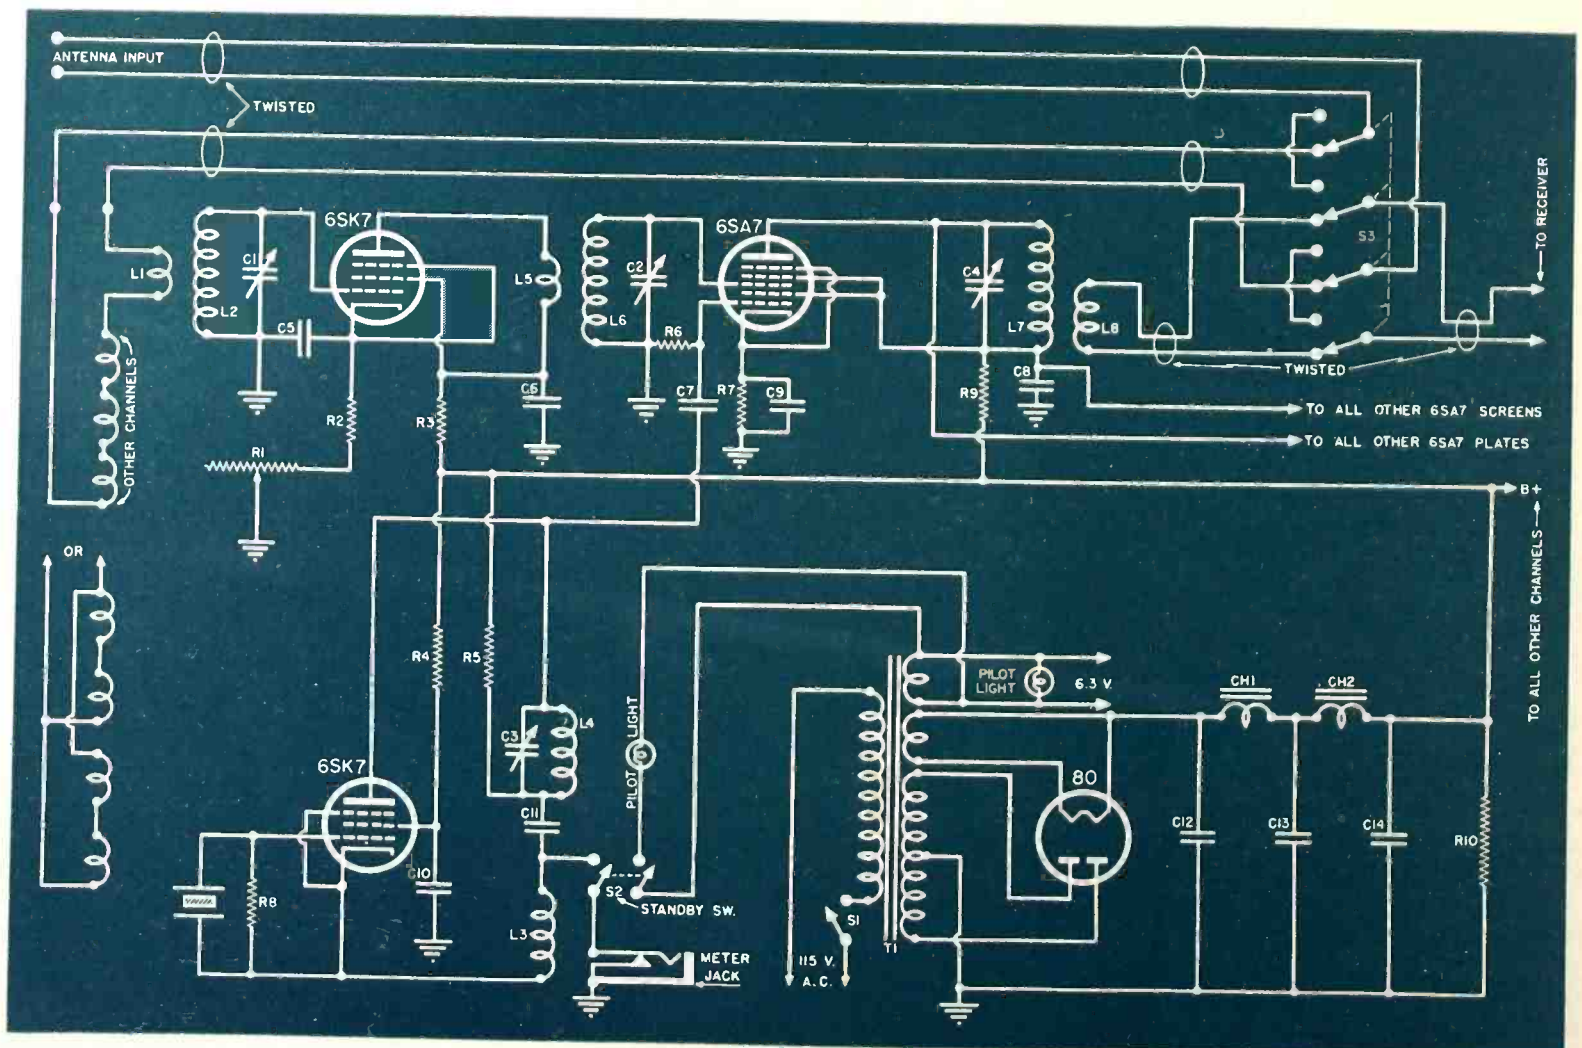 ANTENNA INPUT
TWISTED
6SK7
6SA7
S3
TO RECEIVER
L1
L2
C1
C5
L5
L6
C2
R6
C4
L7
L8
C6
C7
R7
C9
R9
C8
TWISTED
OTHER CHANNELS
R2
R3
R1
TO ALL OTHER 6SA7 SCREENS
TO ALL OTHER 6SA7 PLATES
B+
TO ALL OTHER CHANNELS
OR
R4
R5
C3
L4
PILOT LIGHT
PILOT
LIGHT
6.3 V.
CH1
CH2
6SK7
80
C11
C12
C13
C14
R10
R8
C10
S2
STANDBY SW.
L3
METER
JACK
S1
T1
115 V.
A.C.